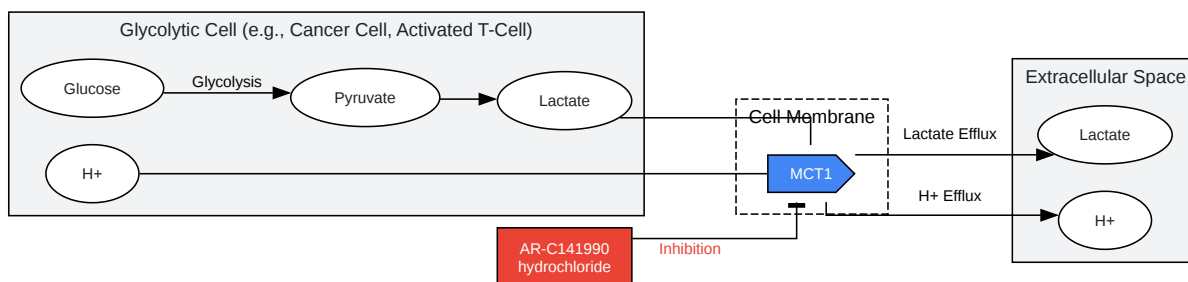 Glycolytic Cell (e.g., Cancer Cell, Activated T-Cell)
Glucose
Glycolysis
Pyruvate
Lactate
H+
Cell Membrane
MCT1
Lactate Efflux
H+ Efflux
Extracellular Space
Lactate
H+
AR-C141990
hydrochloride
Inhibition